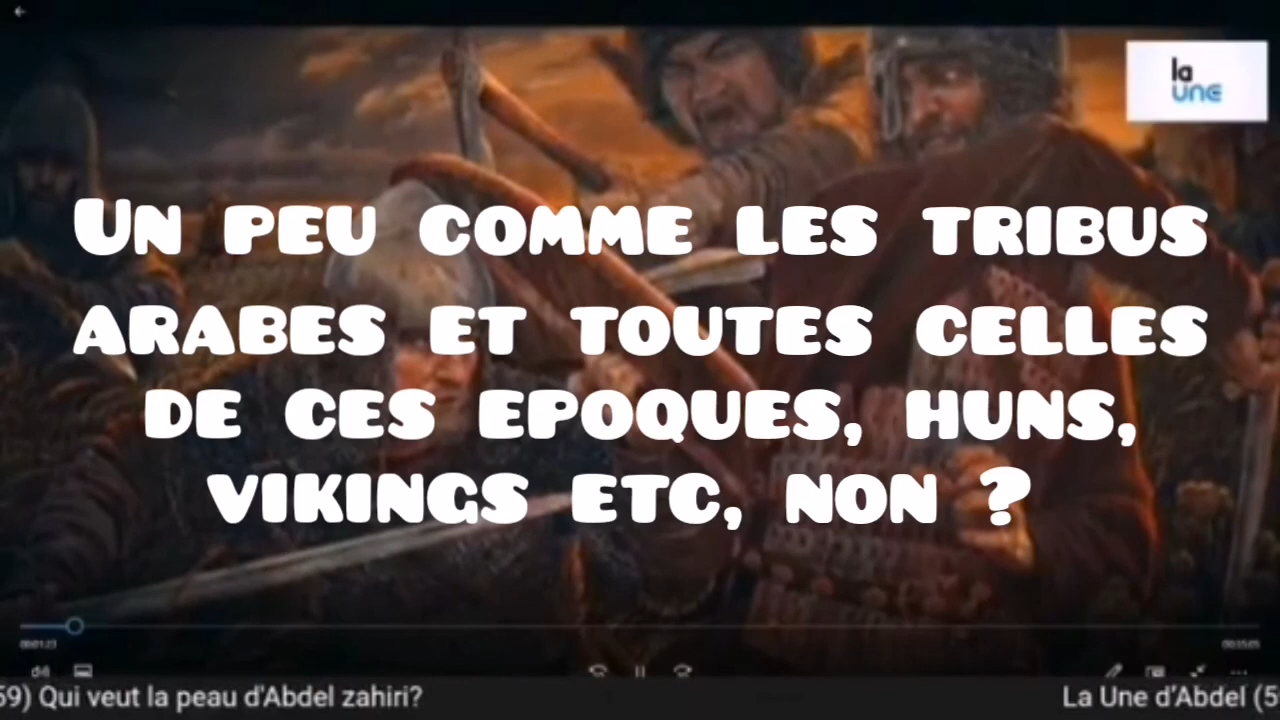 la
une
Un peu comme les tribus
arabes et toutes celles
de ces epoques, huns,
vikings etc, non ?
59) Qui veut la peau d'Abdel zahiri?
La Une d'Abdel (5